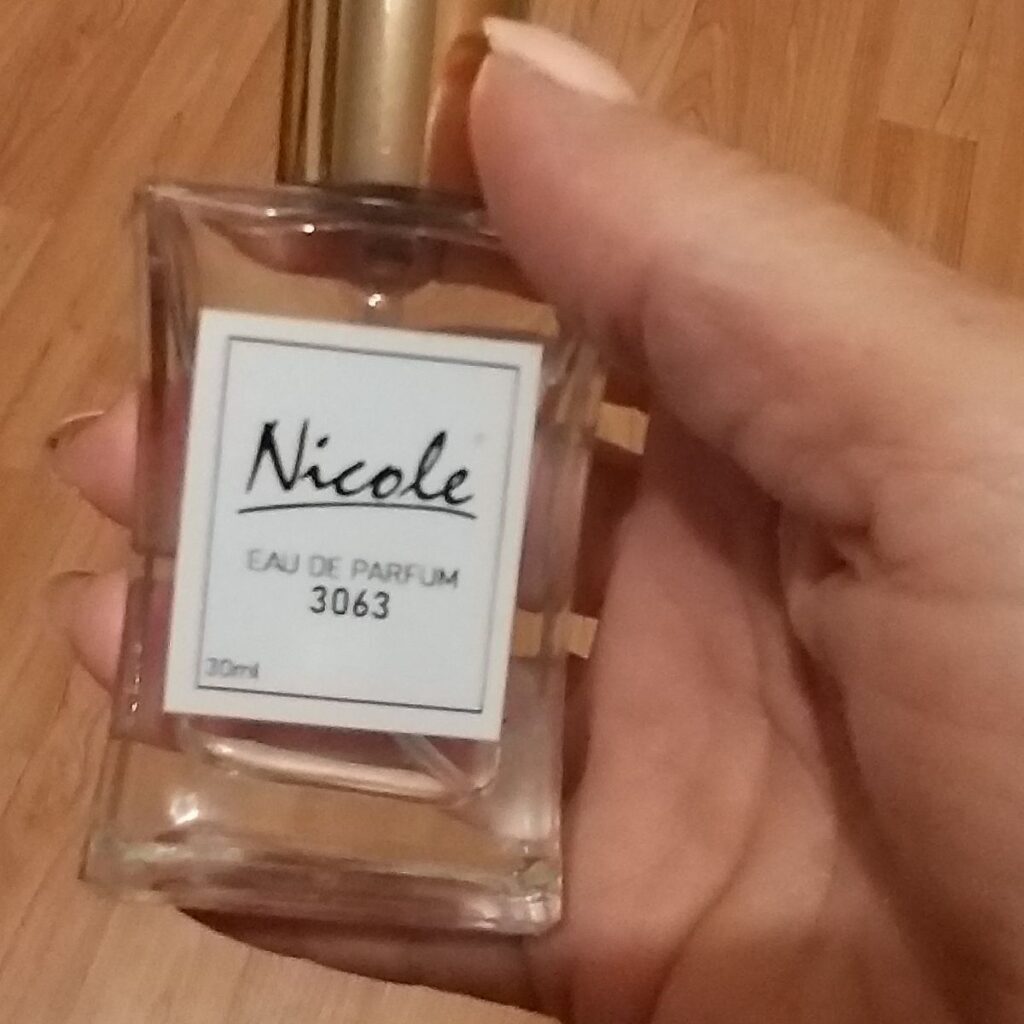 Nicole
EAU DE PARFUM
3063
30ml